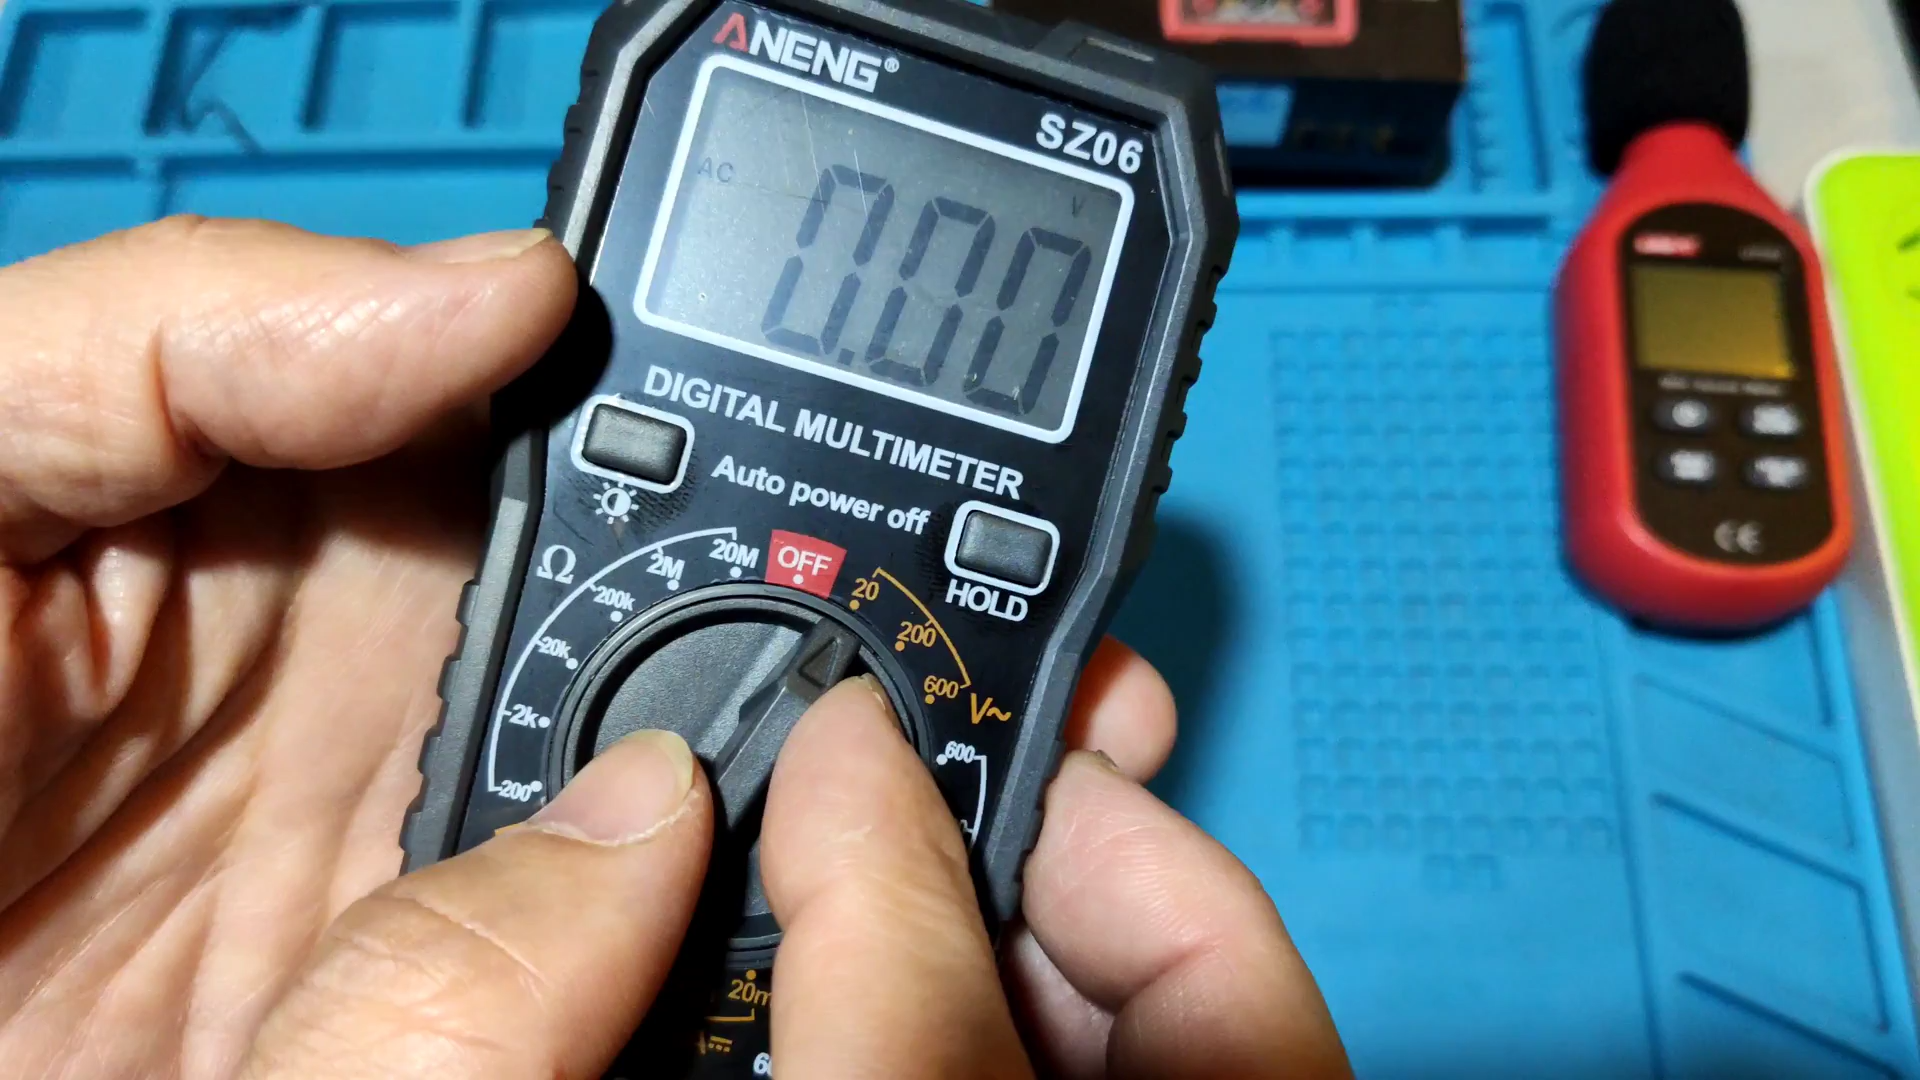 ANENG®
SZ06
AC
V
0.00
DIGITAL MULTIMETER
Auto power off
HOLD
OFF
Ω
20M
2M
200k
20k
2k
200
20
200
600
V~
600
20m
CE